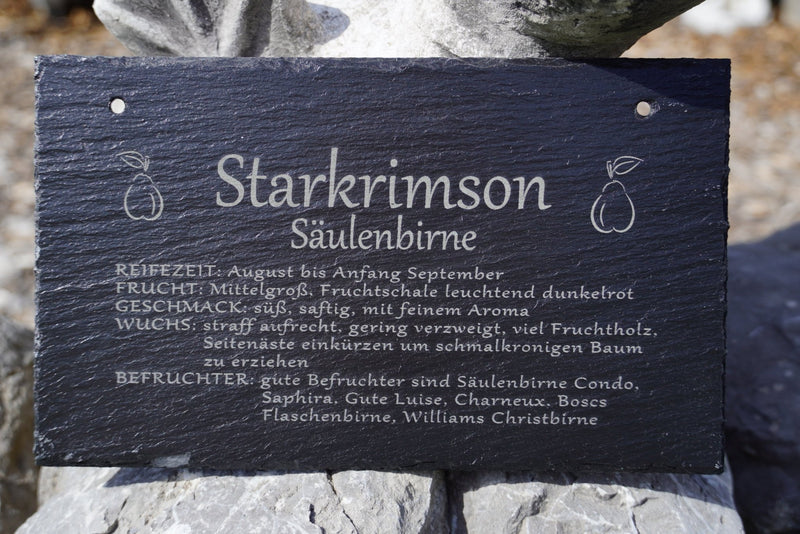 Starkrimson
Säulenbirne
REIFEZEIT: August bis Anfang September
FRUCHT: Mittelgroß, Fruchtschale leuchtend dunkelrot
GESCHMACK: süß, saftig, mit feinem Aroma
WUCHS: straff aufrecht, gering verzweigt, viel Fruchtholz,
Seitenäste einkürzen um schmalkronigen Baum
zu erziehen
BEFRUCHTER: gute Befruchter sind Säulenbirne Condo,
Saphira, Gute Luise, Charneux, Boscs
Flaschenbirne, Williams Christbirne